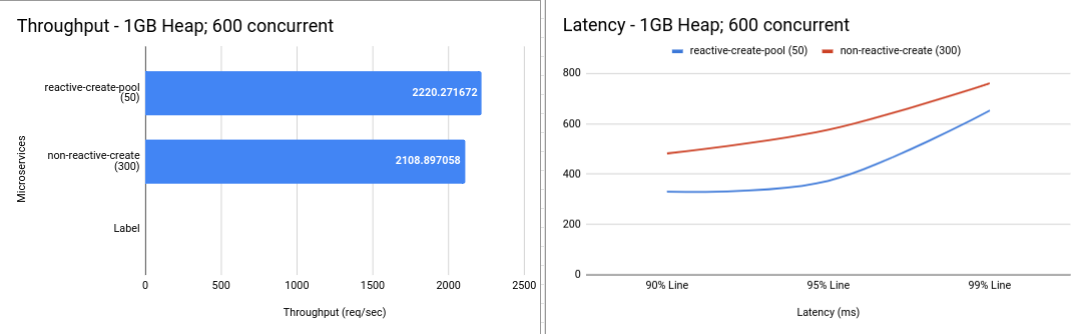 Throughput - 1GB Heap; 600 concurrent
reactive-create-pool
(50)
2220.271672
non-reactive-create
(300)
2108.897058
Label
Microservices
0 500 1000 1500 2000 2500
Throughput (req/sec)
Latency - 1GB Heap; 600 concurrent
reactive-create-pool (50) non-reactive-create (300)
800
600
400
200
0
90% Line 95% Line 99% Line
Latency (ms)